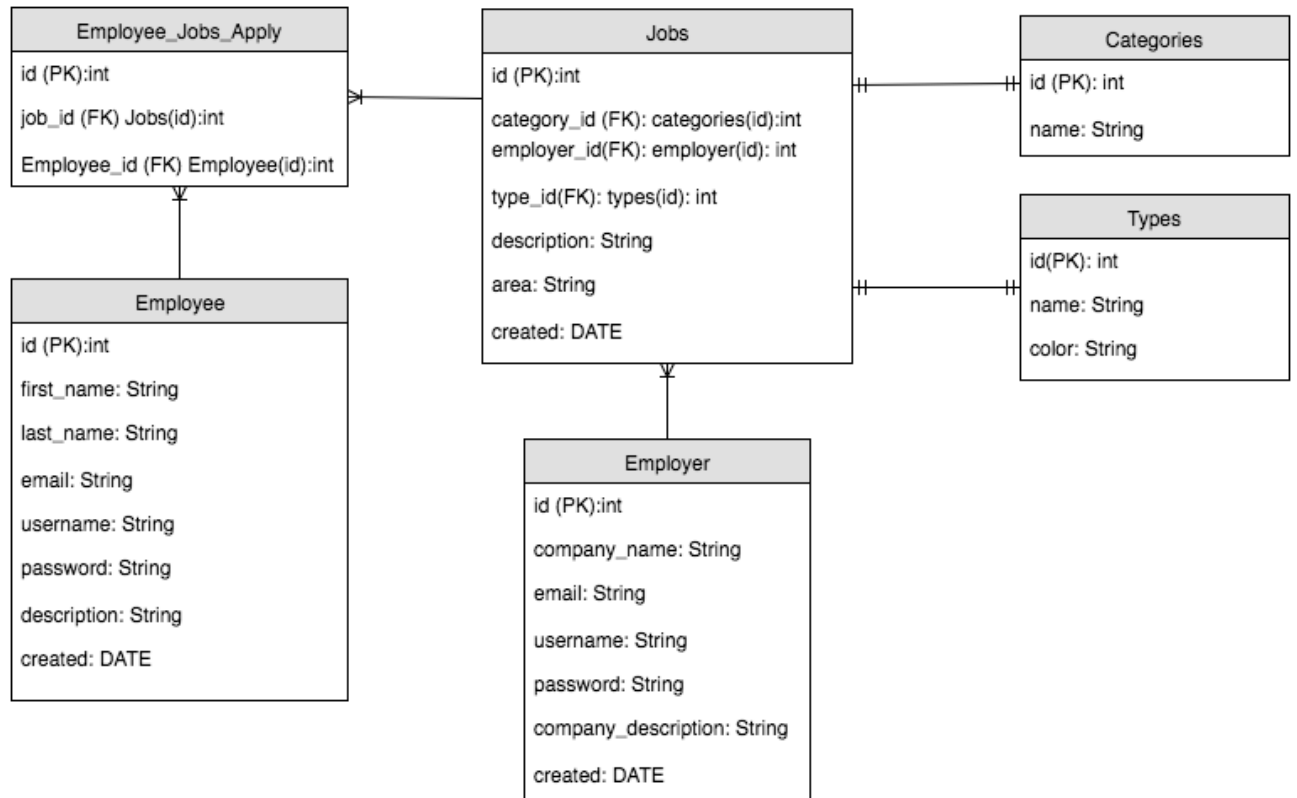 Employee_Jobs_Apply
id (PK):int
job_id (FK) Jobs(id):int
Employee_id (FK) Employee(id):int
Jobs
id (PK):int
category_id (FK): categories(id):int
employer_id(FK): employer(id): int
type_id(FK): types(id): int
description: String
area: String
created: DATE
Categories
id (PK): int
name: String
Types
id(PK): int
name: String
color: String
Employee
id (PK):int
first_name: String
last_name: String
email: String
username: String
password: String
description: String
created: DATE
Employer
id (PK):int
company_name: String
email: String
username: String
password: String
company_description: String
created: DATE